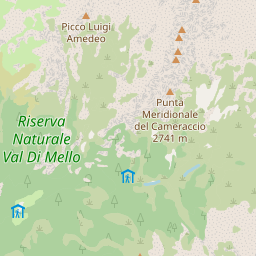 Picco Luigi
Amedeo
Punta
Meridionale
del Cameraccio
2741 m
Riserva
Naturale
Val Di Mello